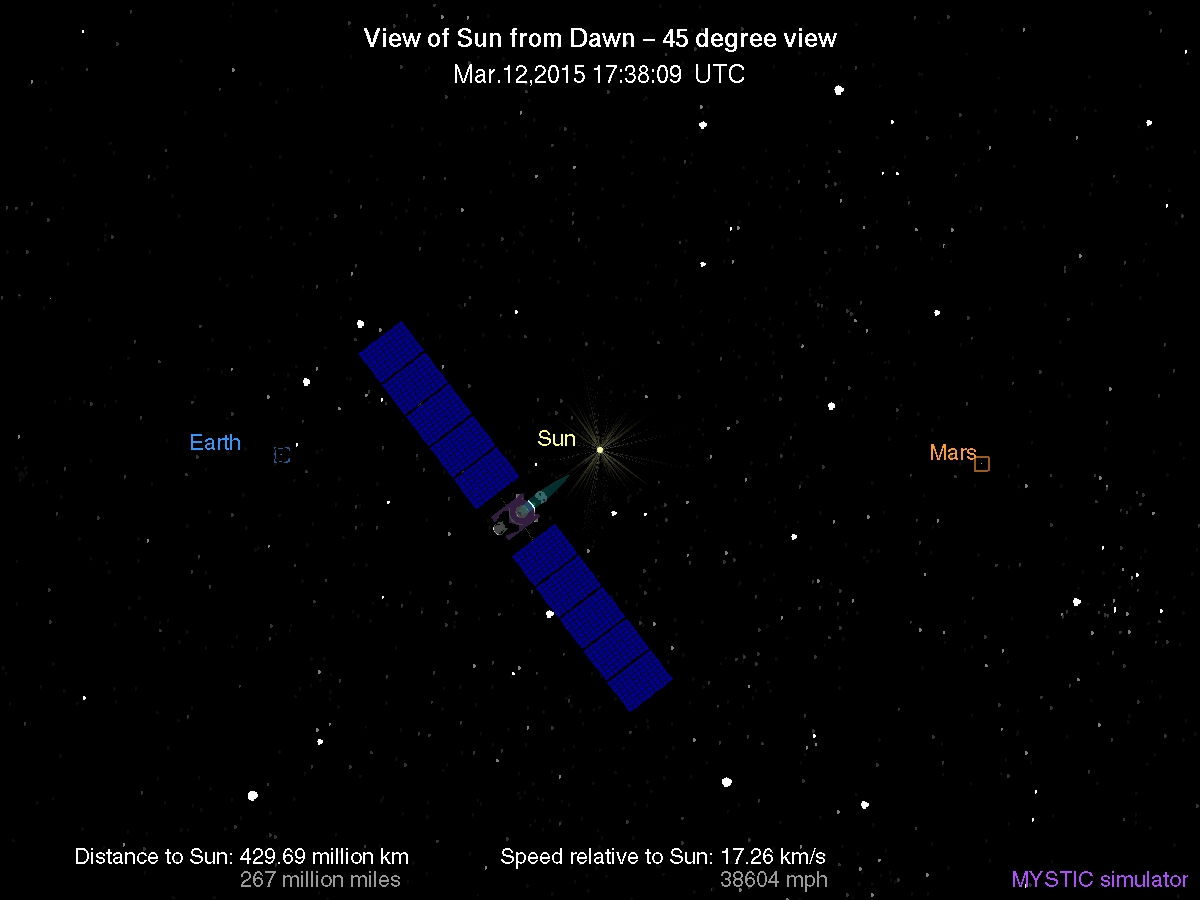 View of Sun from Dawn – 45 degree view
Mar.12,2015 17:38:09 UTC
Sun
Earth
Mars
Distance to Sun: 429.69 million km
267 million miles
Speed relative to Sun: 17.26 km/s
38604 mph
MYSTIC simulator